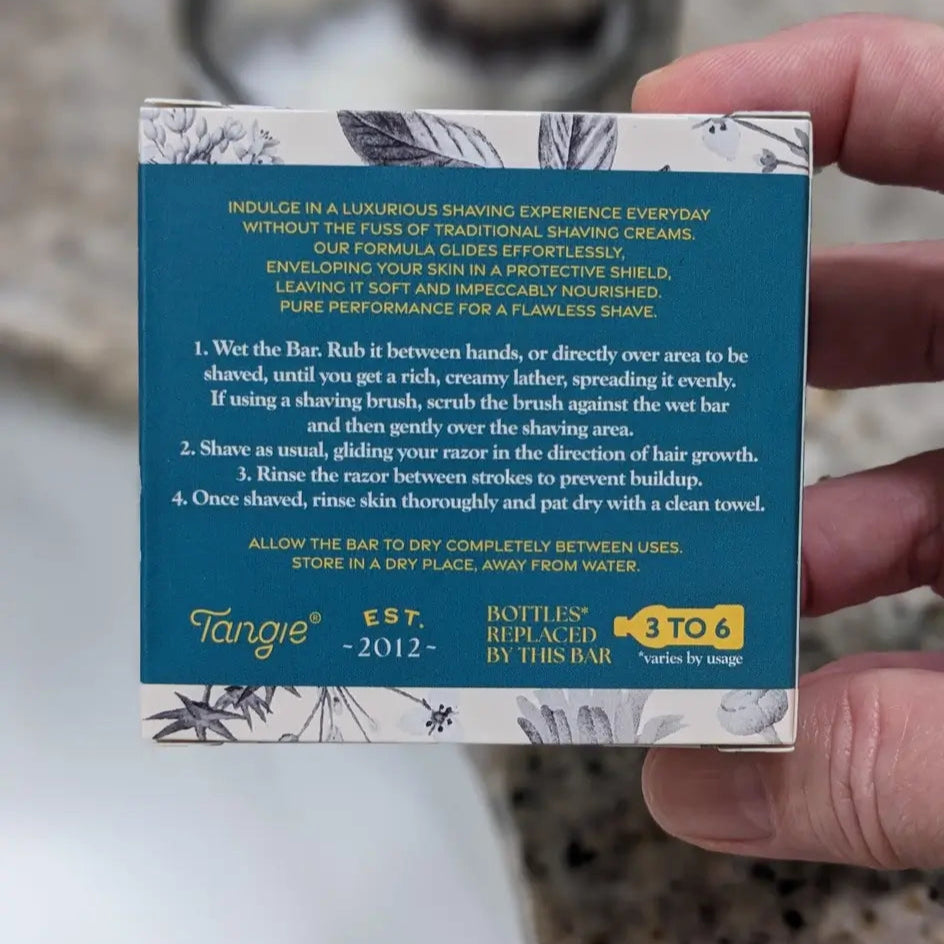 INDULGE IN A LUXURIOUS SHAVING EXPERIENCE EVERYDAY
WITHOUT THE FUSS OF TRADITIONAL SHAVING CREAMS.
OUR FORMULA GLIDES EFFORTLESSLY,
ENVELOPING YOUR SKIN IN A PROTECTIVE SHIELD,
LEAVING IT SOFT AND IMPECCABLY NOURISHED.
PURE PERFORMANCE FOR A FLAWLESS SHAVE.
1. Wet the Bar. Rub it between hands, or directly over area to be
shaved, until you get a rich, creamy lather, spreading it evenly.
If using a shaving brush, scrub the brush against the wet bar
and then gently over the shaving area.
2. Shave as usual, gliding your razor in the direction of hair growth.
3. Rinse the razor between strokes to prevent buildup.
4. Once shaved, rinse skin thoroughly and pat dry with a clean towel.
ALLOW THE BAR TO DRY COMPLETELY BETWEEN USES.
STORE IN A DRY PLACE, AWAY FROM WATER.
Tangie®
EST.
~2012~
BOTTLES*
REPLACED
BY THIS BAR
3 TO 6
*varies by usage